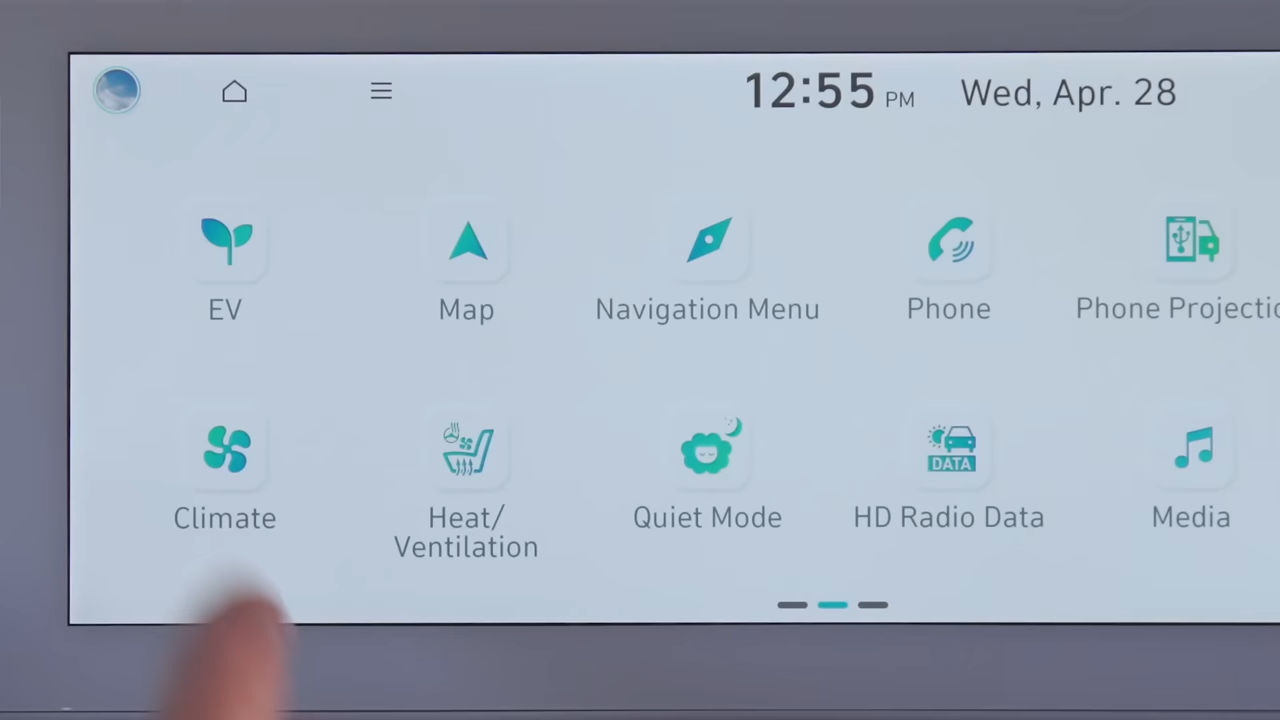 12:55 PM Wed, Apr. 28
EV
Map
Navigation Menu
Phone
Phone Projectio
DATA
Climate
Heat/
Ventilation
Quiet Mode
HD Radio Data
Media